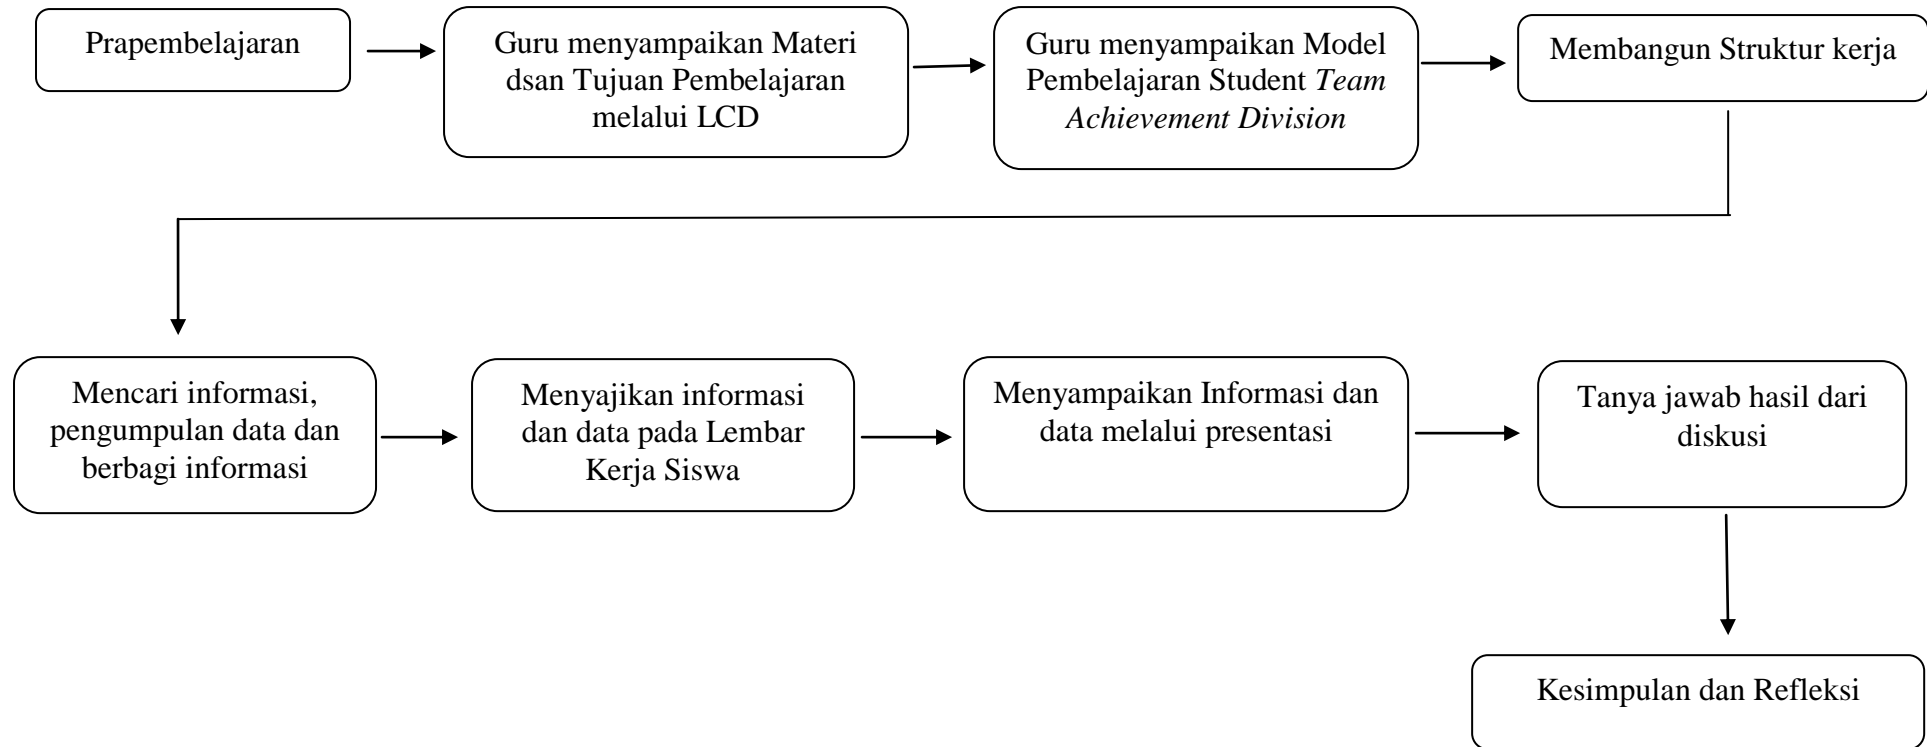 Prapembelajaran
Guru menyampaikan Materi
dsan Tujuan Pembelajaran
melalui LCD
Guru menyampaikan Model
Pembelajaran Student Team
Achievement Division
Membangun Struktur kerja
Mencari informasi,
pengumpulan data dan
berbagi informasi
Menyajikan informasi
dan data pada Lembar
Kerja Siswa
Menyampaikan Informasi dan
data melalui presentasi
Tanya jawab hasil dari
diskusi
Kesimpulan dan Refleksi